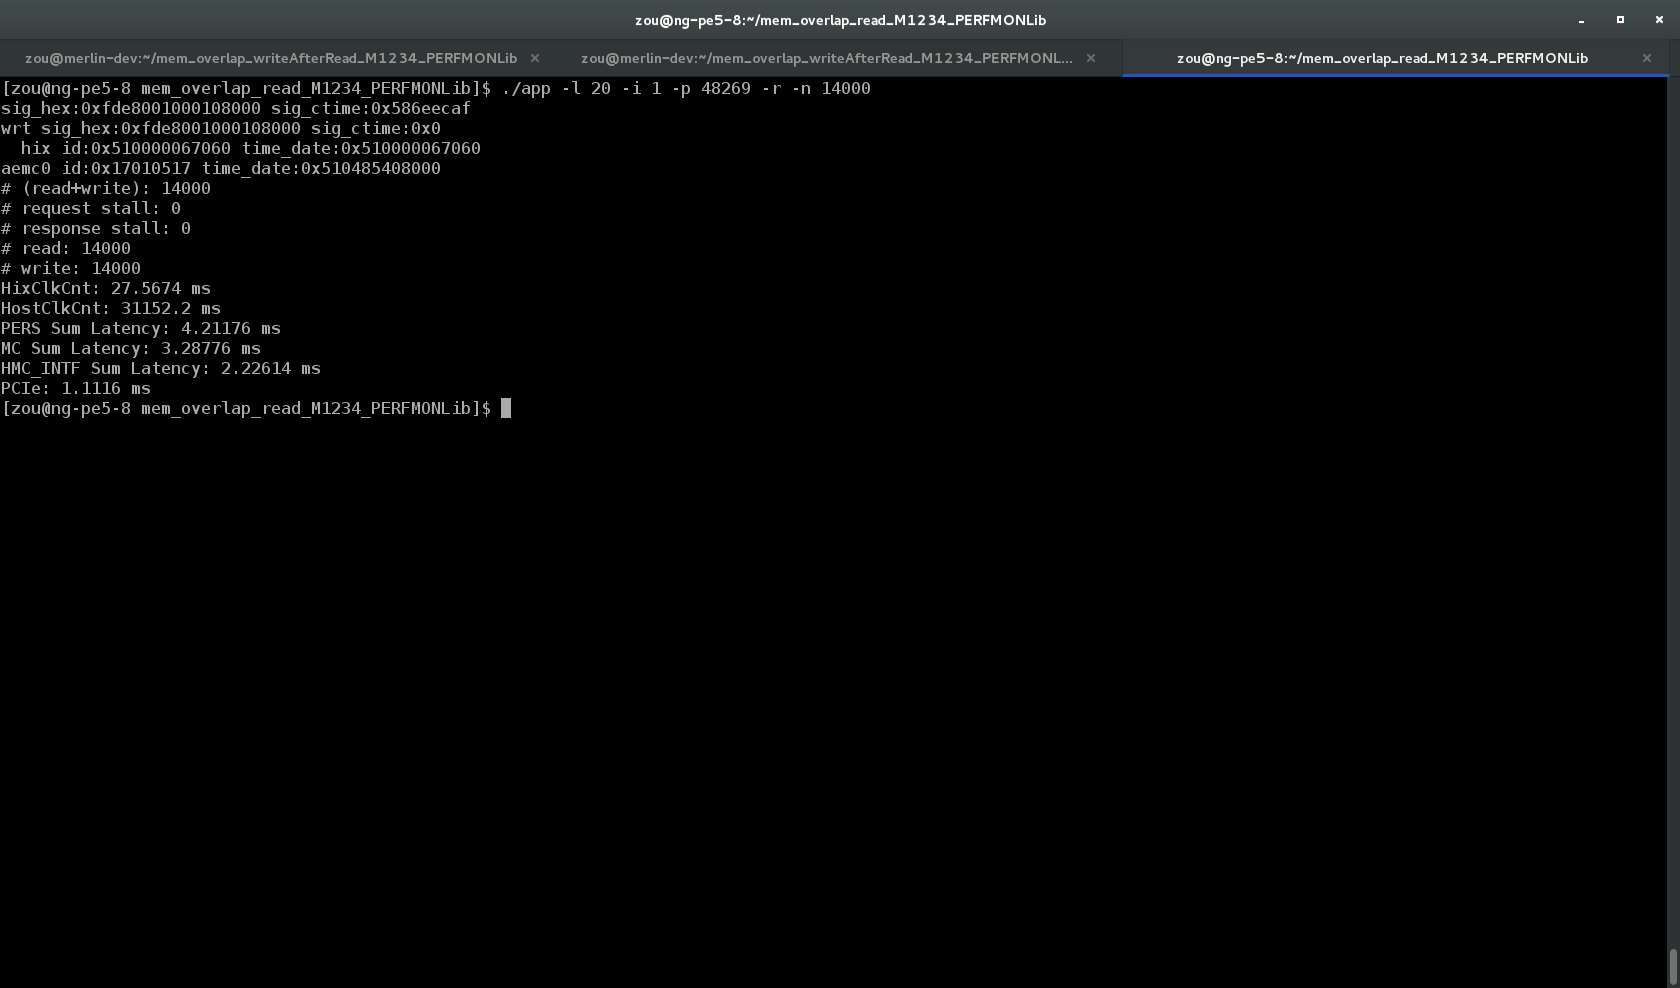 zou@ng-pe5-8:~/mem_overlap_read_M1234_PERFMONLib
zou@merlin-dev:~/mem_overlap_writeAfterRead_M1234_PERFMONLib
zou@merlin-dev:~/mem_overlap_writeAfterRead_M1234_PERFMONL...
zou@ng-pe5-8:~/mem_overlap_read_M1234_PERFMONLib
[zou@ng-pe5-8 mem_overlap_read_M1234_PERFMONLib]$ ./app -l 20 -i 1 -p 48269 -r -n 14000
sig_hex:0xfde8001000108000 sig_ctime:0x586eecaf
wrt sig_hex:0xfde8001000108000 sig_ctime:0x0
  hix id:0x510000067060 time_date:0x510000067060
aemc0 id:0x17010517 time_date:0x510485408000
# (read+write): 14000
# request stall: 0
# response stall: 0
# read: 14000
# write: 14000
HixClkCnt: 27.5674 ms
HostClkCnt: 31152.2 ms
PERS Sum Latency: 4.21176 ms
MC Sum Latency: 3.28776 ms
HMC_INTF Sum Latency: 2.22614 ms
PCIe: 1.1116 ms
[zou@ng-pe5-8 mem_overlap_read_M1234_PERFMONLib]$